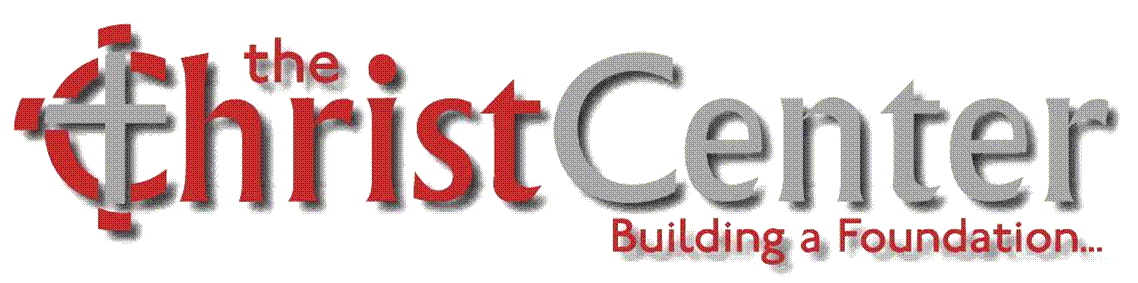 the
ChristCenter
Building a Foundation...